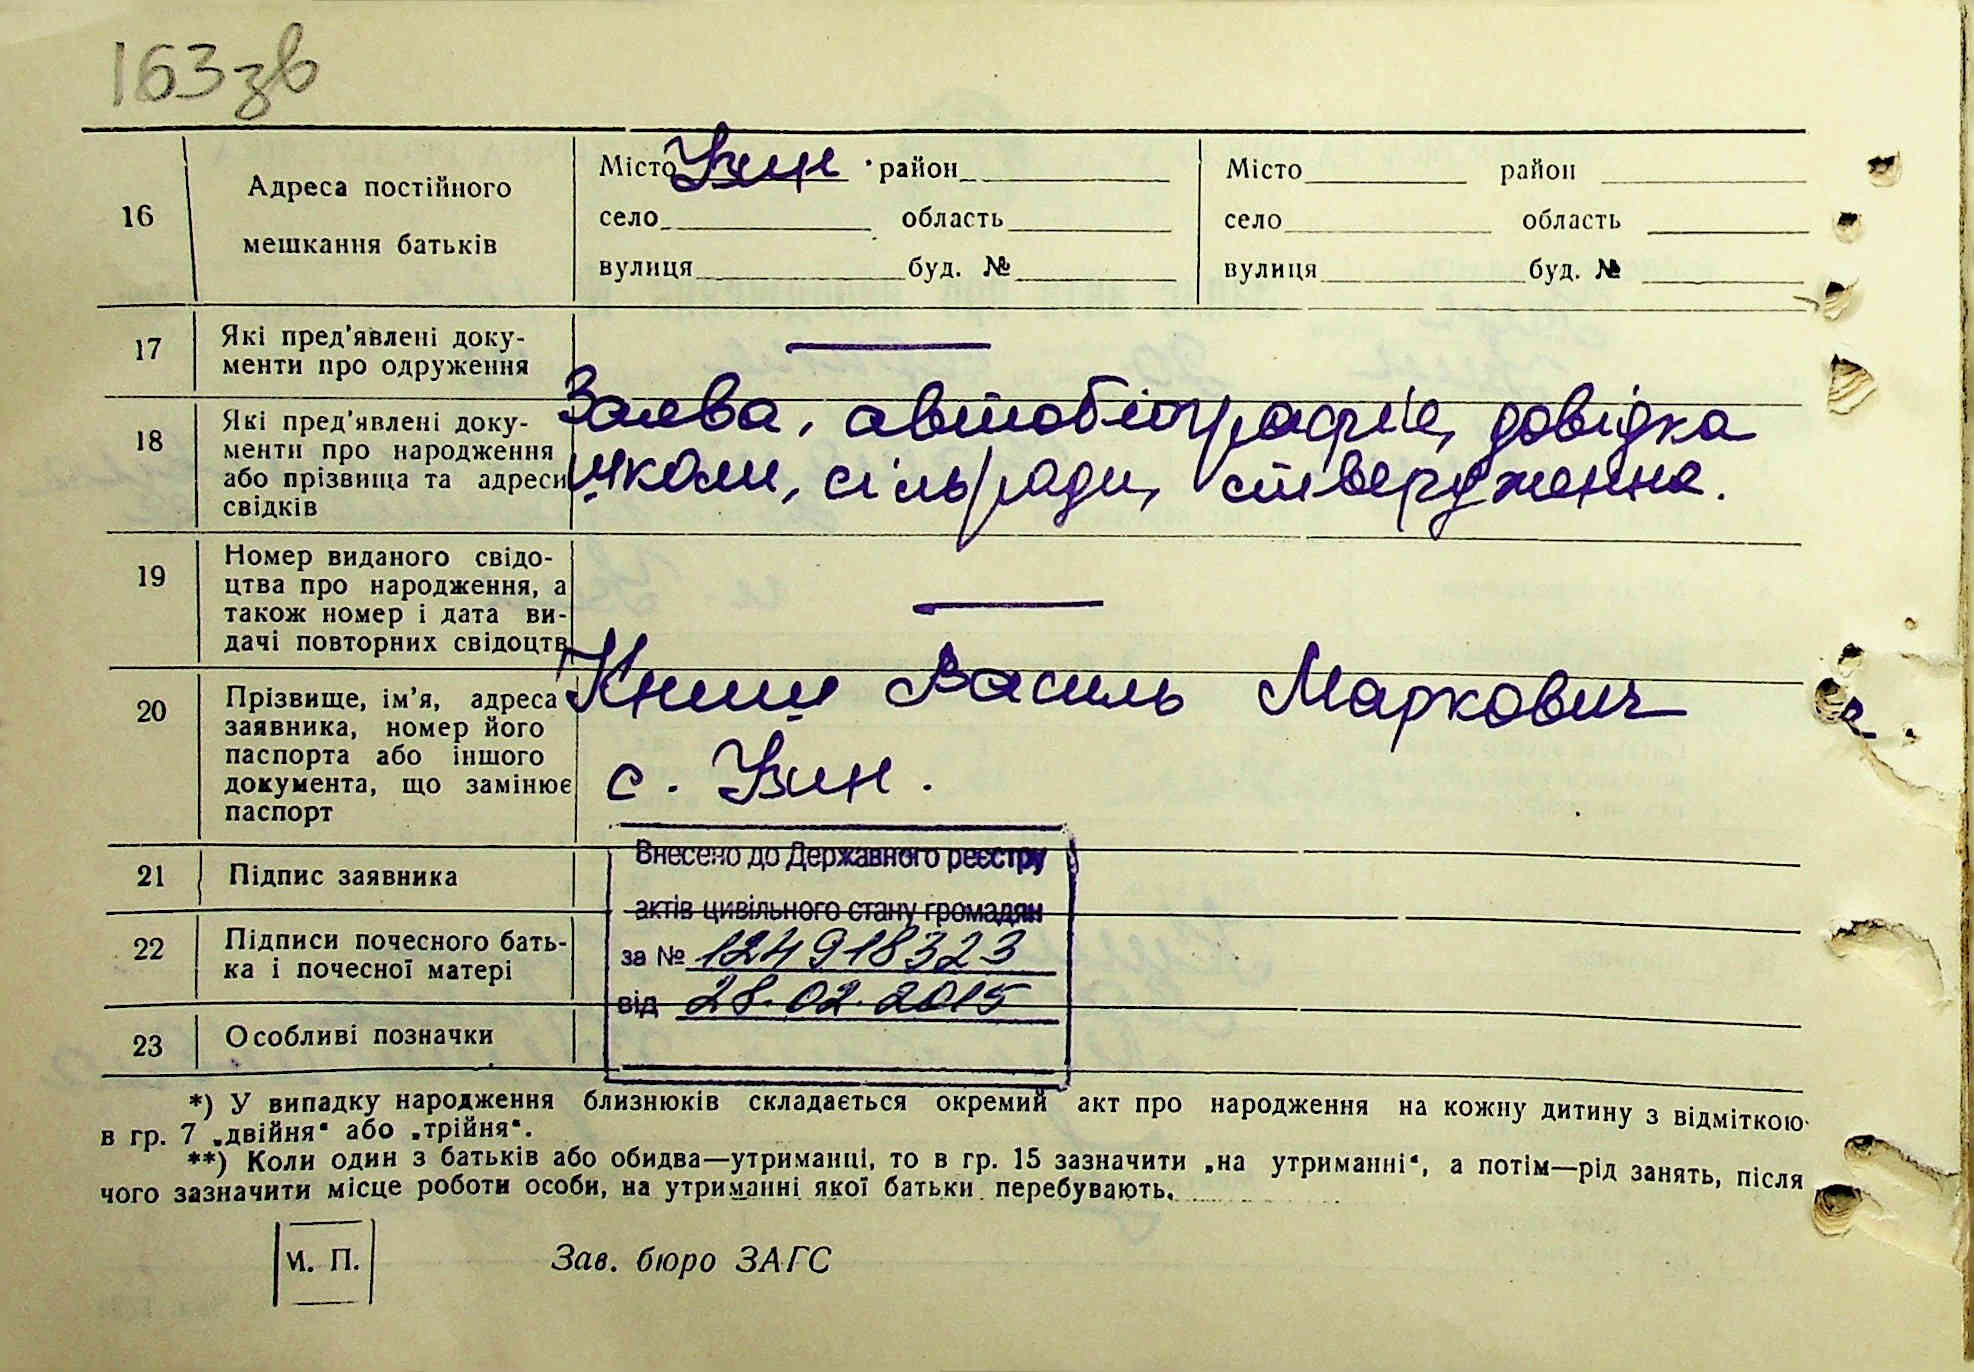 163зв
16
Адреса постійного
мешкання батьків
Місто Узин район
село область
вулиця буд. №
Місто район
село область
вулиця буд. №
17
Які пред'явлені доку-
менти про одруження
18
Які пред'явлені доку-
менти про народження
або прізвища та адреси
свідків
Заява, автобіографія, довідка
школи, сільради, ствердження.
19
Номер виданого свідо-
цтва про народження, а
також номер і дата ви-
дачі повторних свідоцтв
20
Прізвище, ім'я, адреса
заявника, номер його
паспорта або іншого
документа, що замінює
паспорт
Книш Василь Маркович
с. Узин.
21
Підпис заявника
22
Підписи почесного бать-
ка і почесної матері
23
Особливі позначки
Внесено до Державного реєстру
актів цивільного стану громадян
за № 124918323
від 28.02.2015
*) У випадку народження близнюків складається окремий акт про народження на кожну дитину з відміткою
в гр. 7 „двійня“ або „трійня“.
**) Коли один з батьків або обидва—утриманці, то в гр. 15 зазначити „на утриманні“, а потім—рід занять, після
чого зазначити місце роботи особи, на утриманні якої батьки перебувають.
М. П.
Зав. бюро ЗАГС